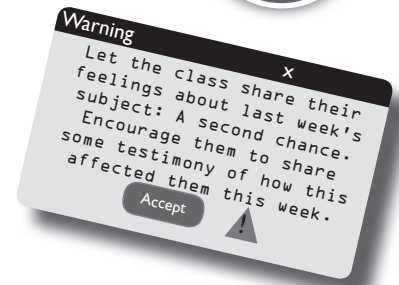 Warning
x
Let the class share their
feelings about last week's
subject: A second chance.
Encourage them to share
some testimony of how this
affected them this week.
Accept
!